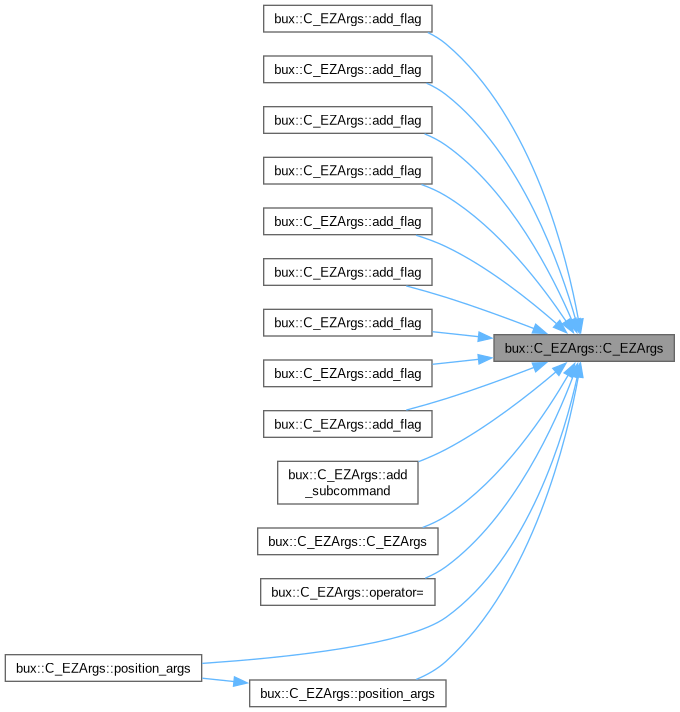 bux::C_EZArgs::add_flag
bux::C_EZArgs::add_flag
bux::C_EZArgs::add_flag
bux::C_EZArgs::add_flag
bux::C_EZArgs::add_flag
bux::C_EZArgs::add_flag
bux::C_EZArgs::add_flag
bux::C_EZArgs::C_EZArgs
bux::C_EZArgs::add_flag
bux::C_EZArgs::add_flag
bux::C_EZArgs::add
_subcommand
bux::C_EZArgs::C_EZArgs
bux::C_EZArgs::operator=
bux::C_EZArgs::position_args
bux::C_EZArgs::position_args